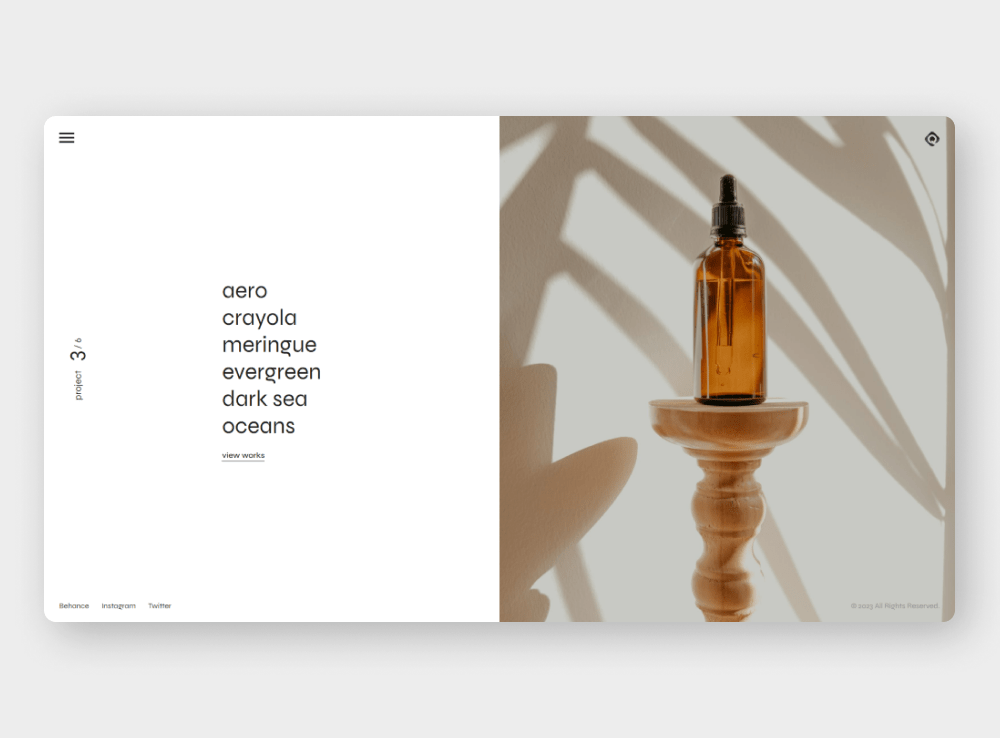 project 3 / 6
aero
crayola
meringue
evergreen
dark sea
oceans
view works
Behance Instagram Twitter
© 2023 All Rights Reserved.